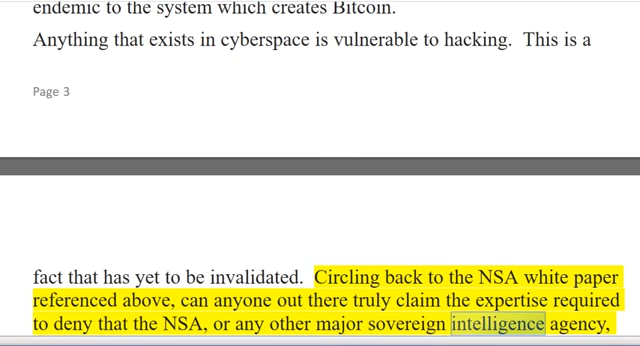 endemic to the system which creates Bitcoin.
Anything that exists in cyberspace is vulnerable to hacking. This is a
Page 3
fact that has yet to be invalidated. Circling back to the NSA white paper
referenced above, can anyone out there truly claim the expertise required
to deny that the NSA, or any other major sovereign intelligence agency,